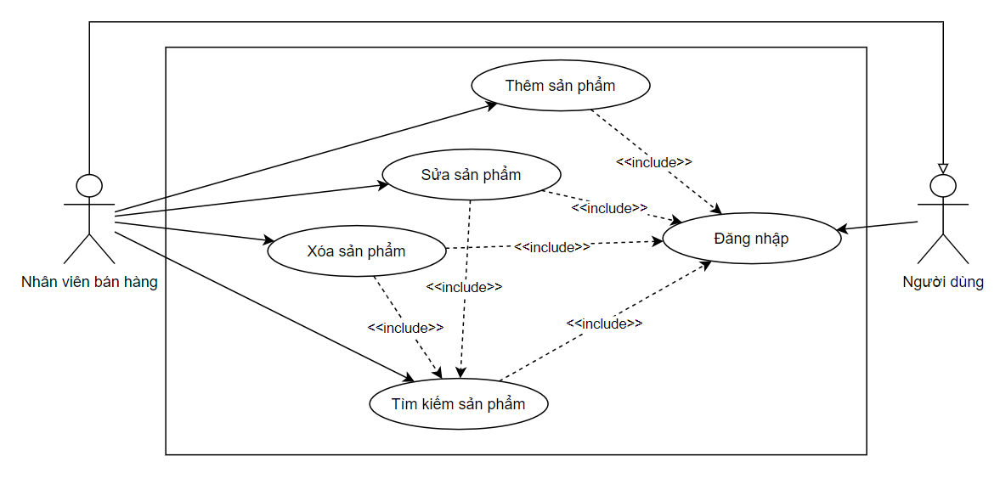 Thêm sản phẩm
<<include>>
Sửa sản phẩm
<<include>>
Đăng nhập
Xóa sản phẩm
<<include>>
Nhân viên bán hàng
Người dùng
<<include>>
<<include>>
<<include>>
Tìm kiếm sản phẩm